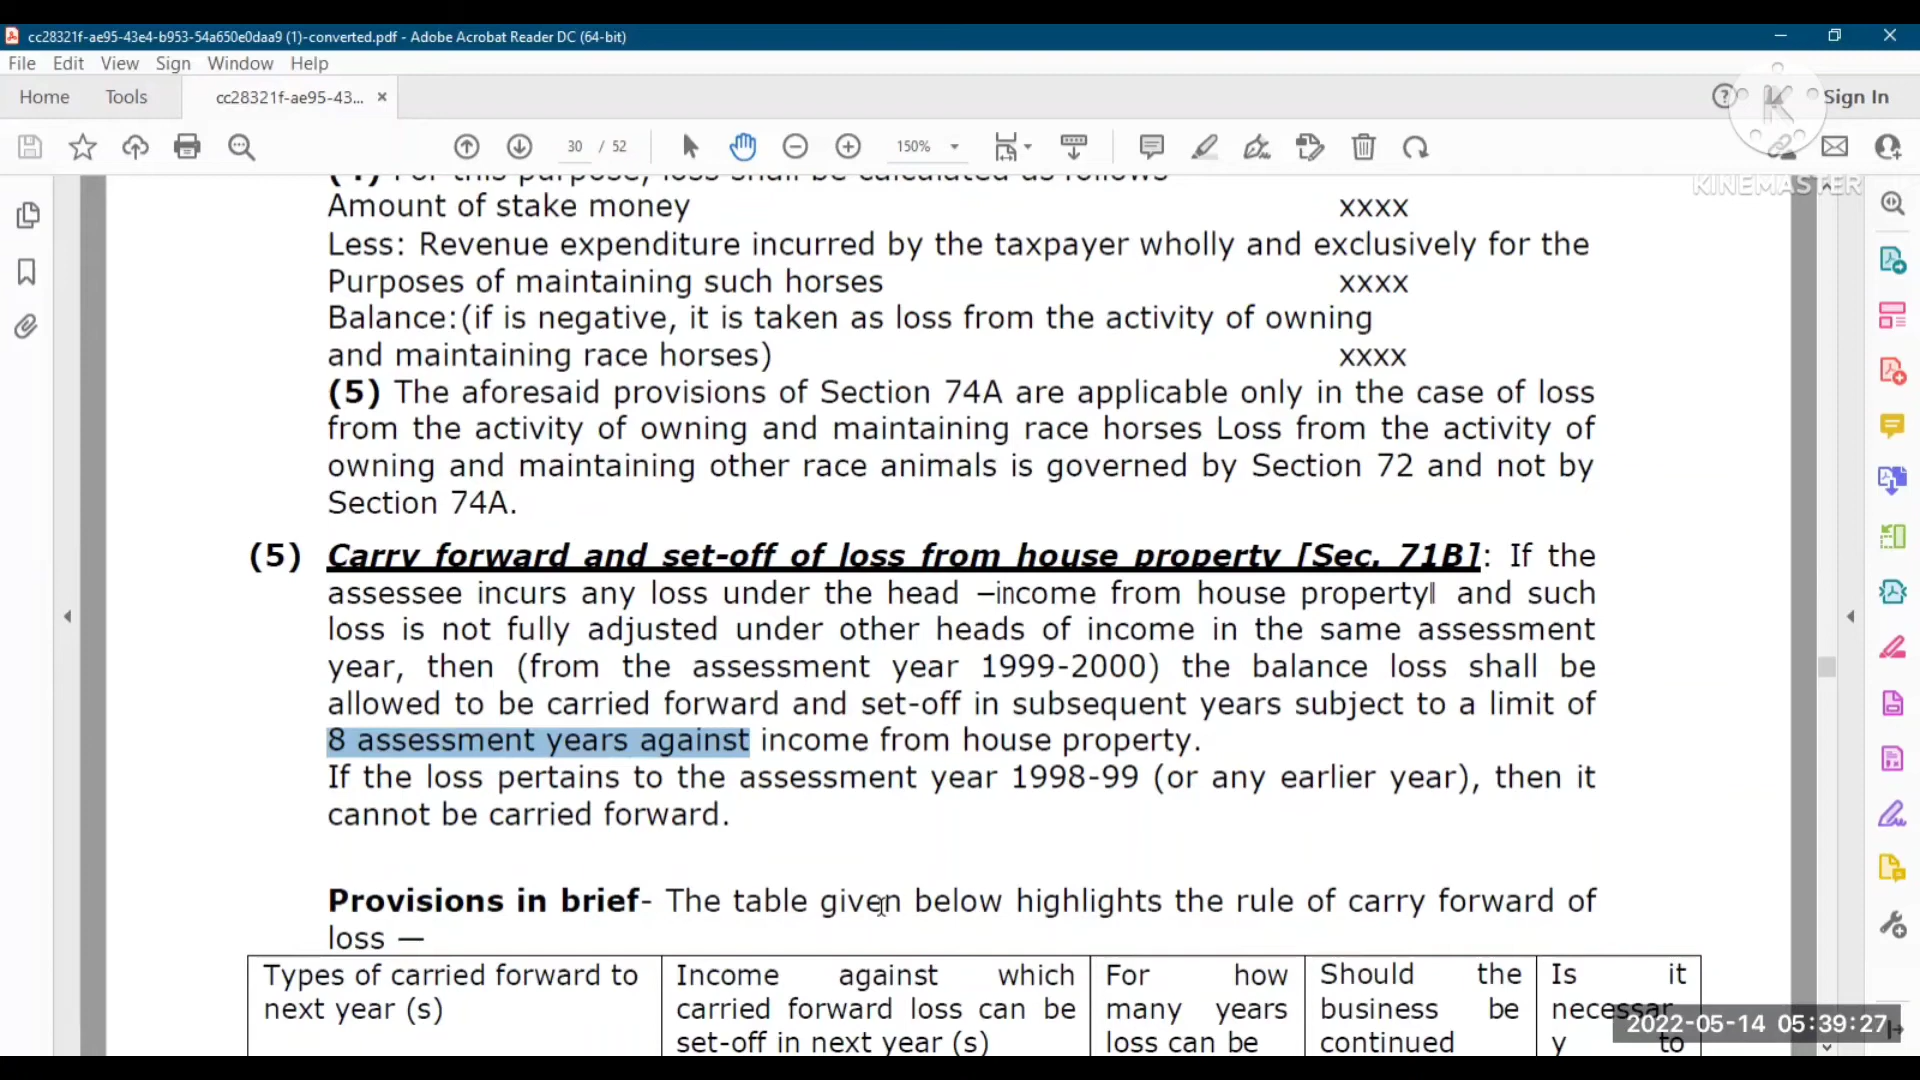 cc28321f-ae95-43e4-b953-54a650e0daa9 (1)-converted.pdf - Adobe Acrobat Reader DC (64-bit)
File Edit View Sign Window Help
Home Tools cc28321f-ae95-43... × Sign In
30 / 52 150%
KINEMASTER
(4) For this purpose, loss shall be calculated as follows
Amount of stake money xxxx
Less: Revenue expenditure incurred by the taxpayer wholly and exclusively for the
Purposes of maintaining such horses xxxx
Balance:(if is negative, it is taken as loss from the activity of owning
and maintaining race horses) xxxx
(5) The aforesaid provisions of Section 74A are applicable only in the case of loss
from the activity of owning and maintaining race horses Loss from the activity of
owning and maintaining other race animals is governed by Section 72 and not by
Section 74A.
(5) Carry forward and set-off of loss from house property [Sec. 71B]: If the
assessee incurs any loss under the head ―income from house property‖ and such
loss is not fully adjusted under other heads of income in the same assessment
year, then (from the assessment year 1999-2000) the balance loss shall be
allowed to be carried forward and set-off in subsequent years subject to a limit of
8 assessment years against income from house property.
If the loss pertains to the assessment year 1998-99 (or any earlier year), then it
cannot be carried forward.
Provisions in brief- The table given below highlights the rule of carry forward of
loss —
Types of carried forward to
next year (s)
Income against which
carried forward loss can be
set-off in next year (s)
For how
many years
loss can be
Should the
business be
continued
Is it
necessar
y to
2022-05-14 05:39:27